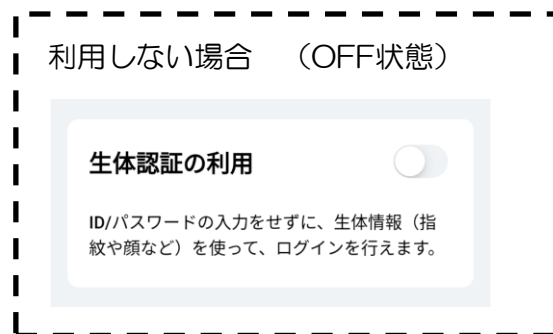 利用しない場合　（OFF状態）
生体認証の利用
ID/パスワードの入力をせずに、生体情報（指
紋や顔など）を使って、ログインを行えます。